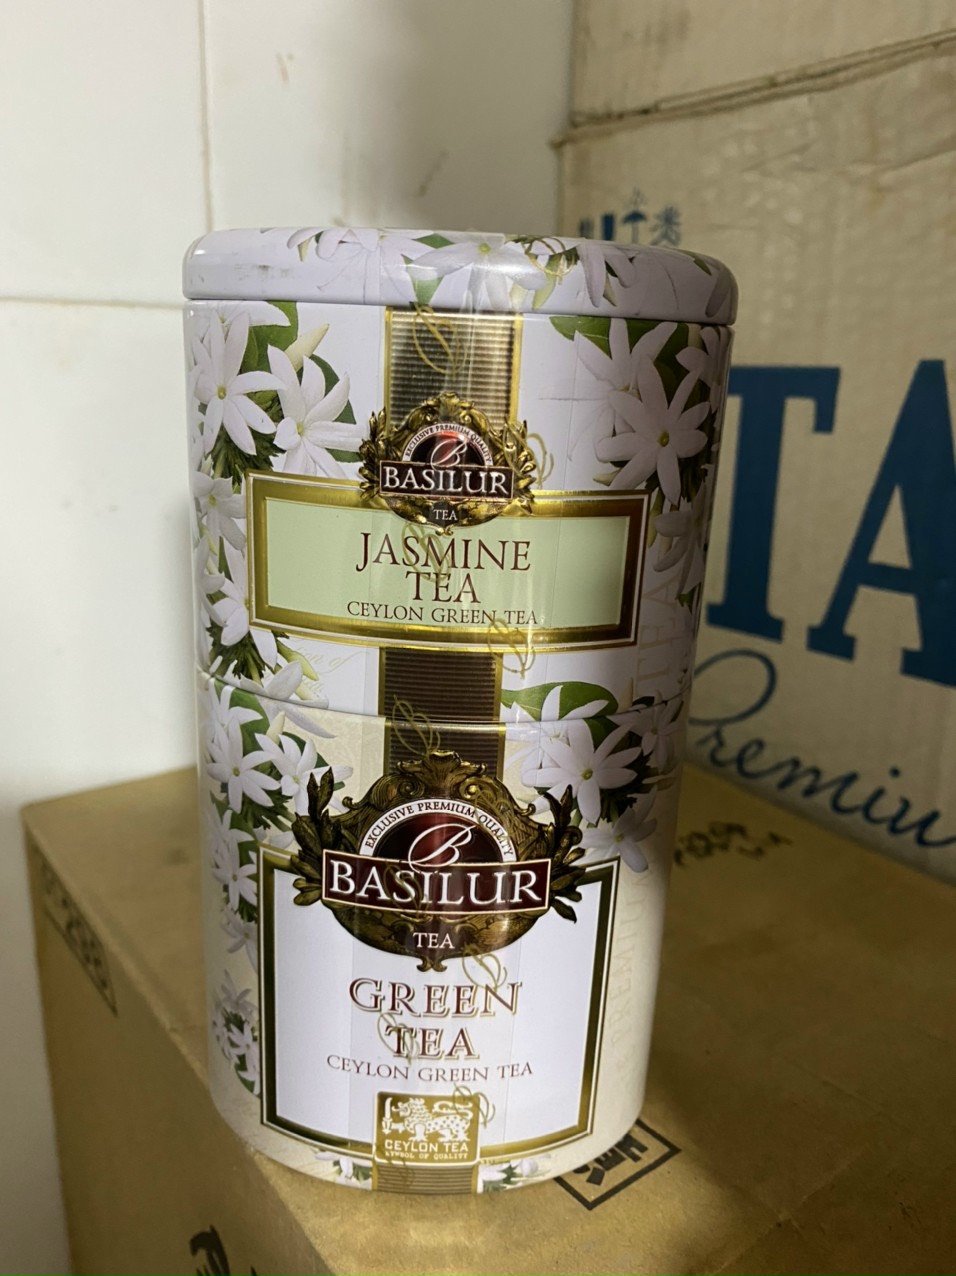 EXCLUSIVE PREMIUM QUALITY
B
BASILUR
TEA
JASMINE
TEA
CEYLON GREEN TEA
EXCLUSIVE PREMIUM QUALITY
B
BASILUR
TEA
GREEN
TEA
CEYLON GREEN TEA
CEYLON TEA
SYMBOL OF QUALITY
TA
Premiu